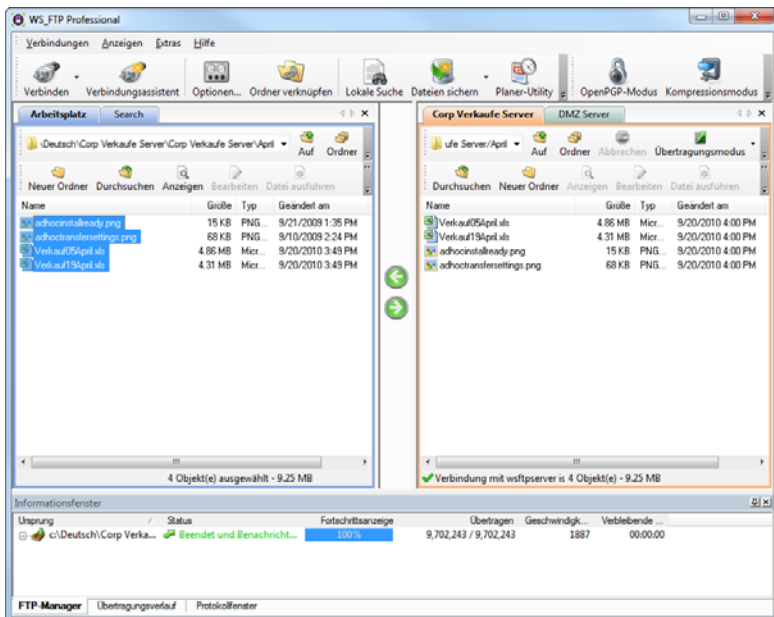 WS_FTP Professional
Verbindungen Anzeigen Extras Hilfe
Verbinden Verbindungsassistent Optionen... Ordner verknüpfen Lokale Suche Dateien sichern Planer-Utility OpenPGP-Modus Kompressionsmodus
Arbeitsplatz Search
:\Deutsch\Corp Verkaufe Server\Corp Verkaufe Server\April Auf Ordner
Neuer Ordner Durchsuchen Anzeigen Bearbeiten Datei ausführen
Name Größe Typ Geändert am
adhocinstallready.png 15 KB PNG... 9/21/2009 1:35 PM
adhoctransfersettings.png 68 KB PNG... 9/10/2009 2:24 PM
Verkauf05April.xls 4.86 MB Micr... 9/20/2010 3:49 PM
Verkauf19April.xls 4.31 MB Micr... 9/20/2010 3:49 PM
4 Objekt(e) ausgewählt - 9.25 MB
Corp Verkaufe Server DMZ Server
ufe Server/April Auf Ordner Abbrechen Übertragungsmodus
Durchsuchen Neuer Ordner Anzeigen Bearbeiten Datei ausführen
Name Größe Typ Geändert am
Verkauf05April.xls 4.86 MB Micr... 9/20/2010 4:00 PM
Verkauf19April.xls 4.31 MB Micr... 9/20/2010 4:00 PM
adhocinstallready.png 15 KB PNG... 9/20/2010 4:00 PM
adhoctransfersettings.png 68 KB PNG... 9/20/2010 4:00 PM
Verbindung mit wsftpserver is 4 Objekt(e) - 9.25 MB
Informationsfenster
Ursprung Status Fortschrittsanzeige Übertragen Geschwindigk... Verbleibende ...
c:\Deutsch\Corp Verka... Beendet und Benachricht... 100% 9,702,243 / 9,702,243 1887 00:00:00
FTP-Manager Übertragungsverlauf Protokollfenster